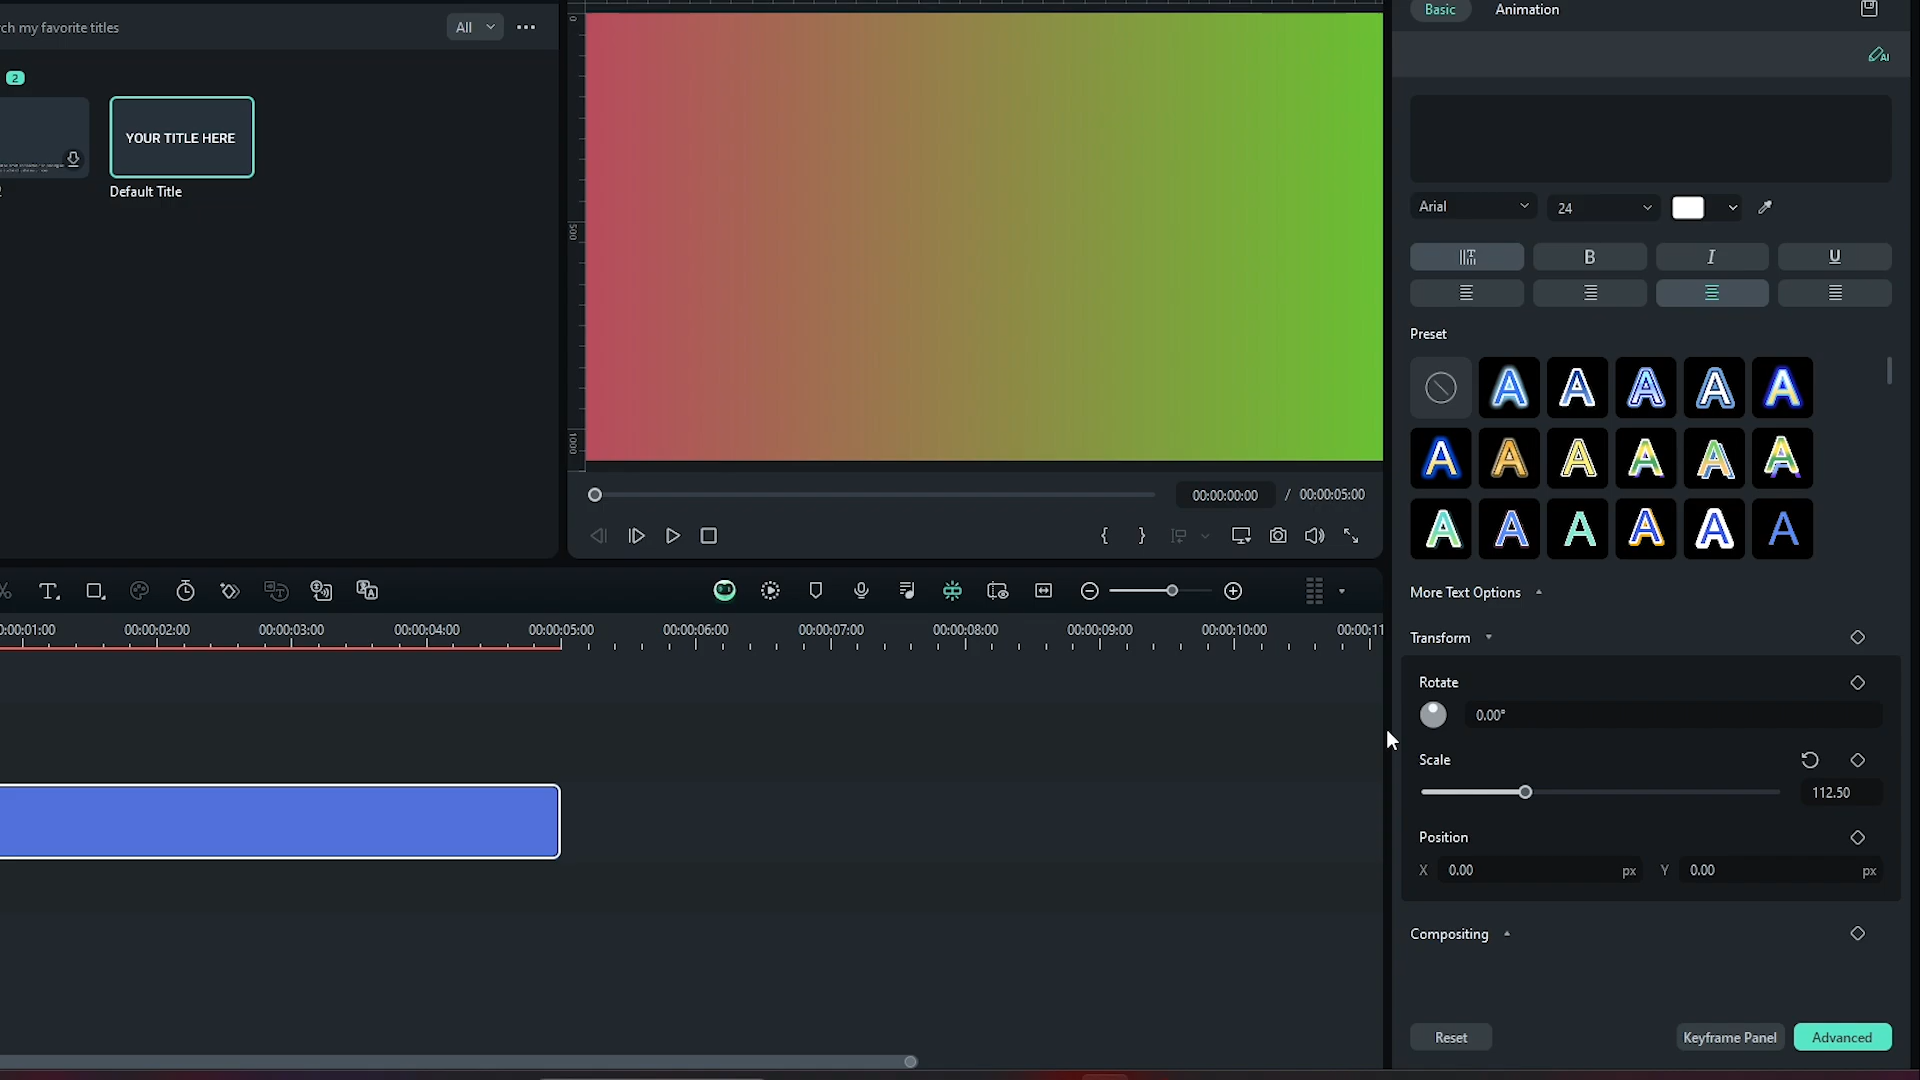 ch my favorite titles
All
2
YOUR TITLE HERE
Default Title
0
500
1000
00:00:00:00 / 00:00:05:00
{ }
Basic Animation
AI
Arial 24
B I U
Preset
A A A A A
A A A A A A
A A A A A A
More Text Options
Transform
Rotate
0.00°
Scale
112.50
Position
X 0.00 px Y 0.00 px
Compositing
Reset Keyframe Panel Advanced
0:00:01:00 00:00:02:00 00:00:03:00 00:00:04:00 00:00:05:00 00:00:06:00 00:00:07:00 00:00:08:00 00:00:09:00 00:00:10:00 00:00:11